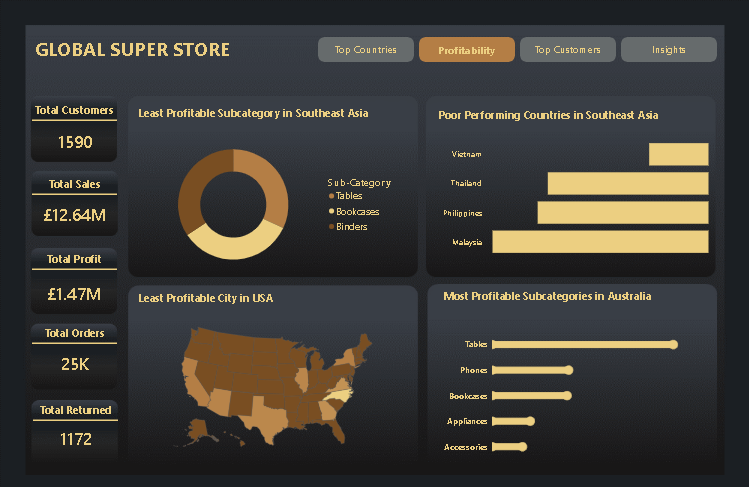 GLOBAL SUPER STORE
Top Countries
Profitability
Top Customers
Insights
Total Customers
1590
Total Sales
£12.64M
Total Profit
£1.47M
Total Orders
25K
Total Returned
1172
Least Profitable Subcategory in Southeast Asia
Sub-Category
Tables
Bookcases
Binders
Poor Performing Countries in Southeast Asia
Vietnam
Thailand
Philippines
Malaysia
Least Profitable City in USA
Most Profitable Subcategories in Australia
Tables
Phones
Bookcases
Appliances
Accessories